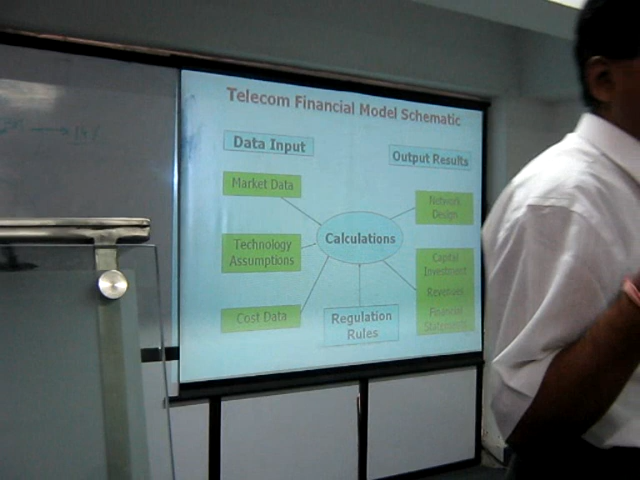 Telecom Financial Model Schematic
Data Input
Output Results
Market Data
Network
Design
Technology
Assumptions
Calculations
Capital
Investment
Revenues
Financial
Cost Data
Regulation
Rules